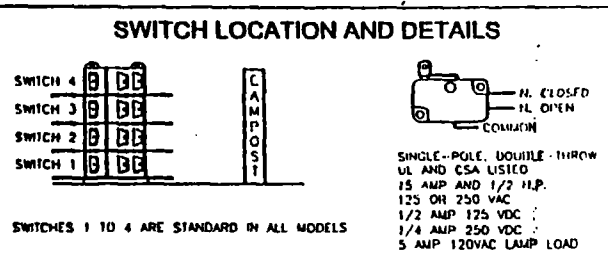 SWITCH LOCATION AND DETAILS
SWITCH 4
SWITCH 3
SWITCH 2
SWITCH 1
CAMPOST
N. CLOSED
N. OPEN
COMMON
SINGLE-POLE, DOUBLE-THROW
UL AND CSA LISTED
15 AMP AND 1/2 H.P.
125 OR 250 VAC
1/2 AMP 125 VDC
1/4 AMP 250 VDC
5 AMP 120VAC LAMP LOAD
SWITCHES 1 TO 4 ARE STANDARD IN ALL MODELS